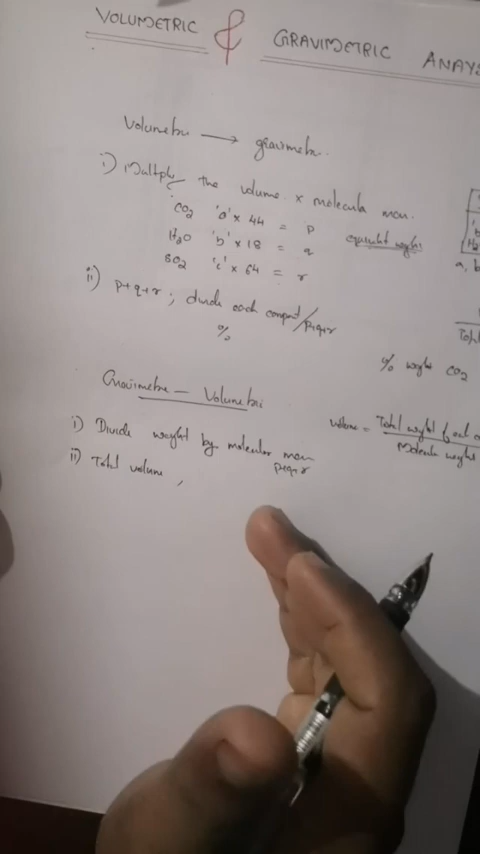 VOLUMETRIC & GRAVIMETRIC ANAYS
Volumetric → gravimetric.
i) Multiply the volume x molecular mass.
CO2 'a' x 44 = p
H2O 'b' x 18 = q
SO2 'c' x 64 = r
equivalent weight
a, b
ii) p+q+r ; divide each component/p+q+r
%
Total
% weight CO2
Gravimetric — Volumetric
i) Divide weight by molecular mass
volume = Total weight of each
Molecular weight
ii) Total volume, p+q+r